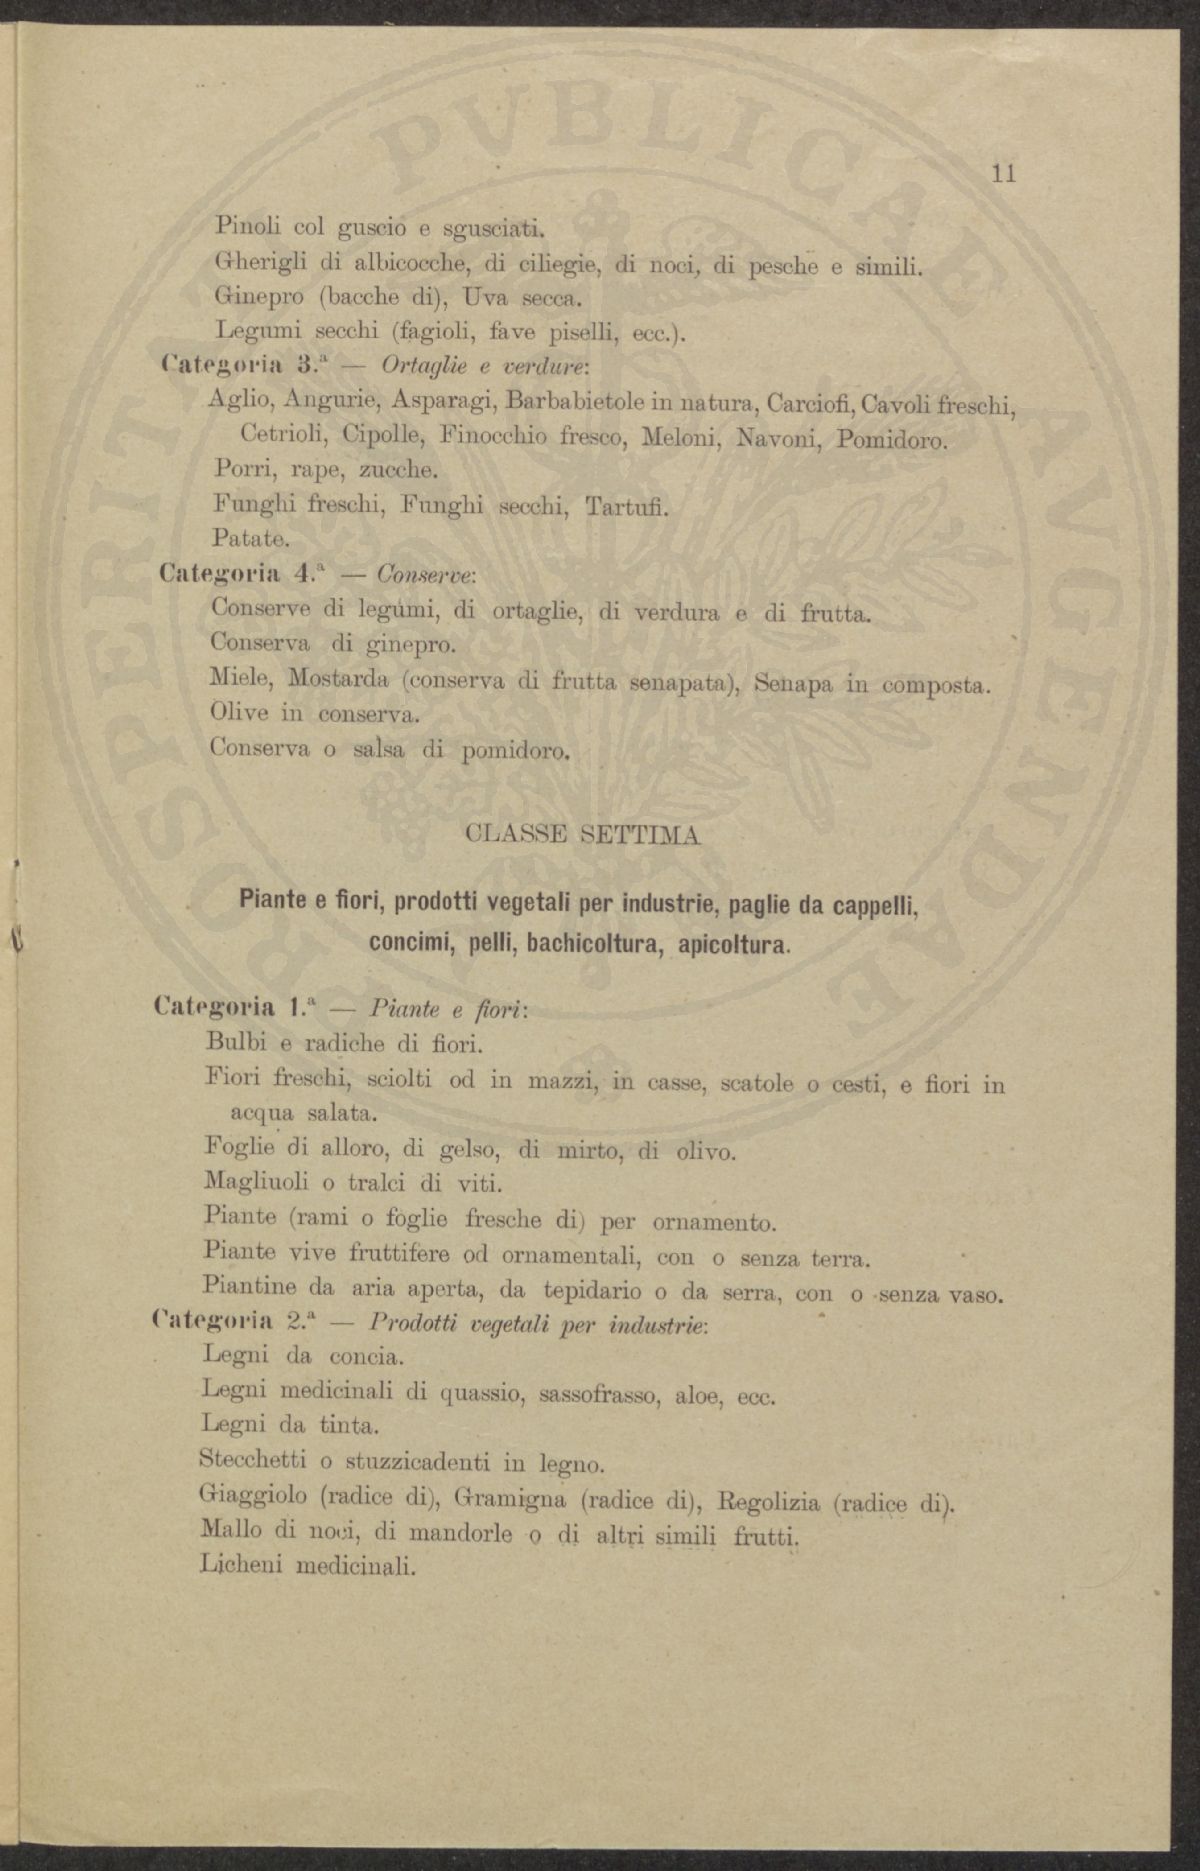 11
Pinoli col guscio e sgusciati.
Gherigli di albicocche, di ciliegie, di noci, di pesche e simili.
Ginepro (bacche di), Uva secca.
Legumi secchi (fagioli, fave piselli, ecc.).
Categoria 3.ª — Ortaglie e verdure:
Aglio, Angurie, Asparagi, Barbabietole in natura, Carciofi, Cavoli freschi,
Cetrioli, Cipolle, Finocchio fresco, Meloni, Navoni, Pomidoro.
Porri, rape, zucche.
Funghi freschi, Funghi secchi, Tartufi.
Patate.
Categoria 4.ª — Conserve:
Conserve di legumi, di ortaglie, di verdura e di frutta.
Conserva di ginepro.
Miele, Mostarda (conserva di frutta senapata), Senapa in composta.
Olive in conserva.
Conserva o salsa di pomidoro.
CLASSE SETTIMA
Piante e fiori, prodotti vegetali per industrie, paglie da cappelli,
concimi, pelli, bachicoltura, apicoltura.
Categoria 1.ª — Piante e fiori:
Bulbi e radiche di fiori.
Fiori freschi, sciolti od in mazzi, in casse, scatole o cesti, e fiori in
acqua salata.
Foglie di alloro, di gelso, di mirto, di olivo.
Magliuoli o tralci di viti.
Piante (rami o foglie fresche di) per ornamento.
Piante vive fruttifere od ornamentali, con o senza terra.
Piantine da aria aperta, da tepidario o da serra, con o senza vaso.
Categoria 2.ª — Prodotti vegetali per industrie:
Legni da concia.
Legni medicinali di quassio, sassofrasso, aloe, ecc.
Legni da tinta.
Stecchetti o stuzzicadenti in legno.
Giaggiolo (radice di), Gramigna (radice di), Regolizia (radice di).
Mallo di noci, di mandorle o di altri simili frutti.
Licheni medicinali.
PUBLICAE AUGENDAE PROSPERITATI